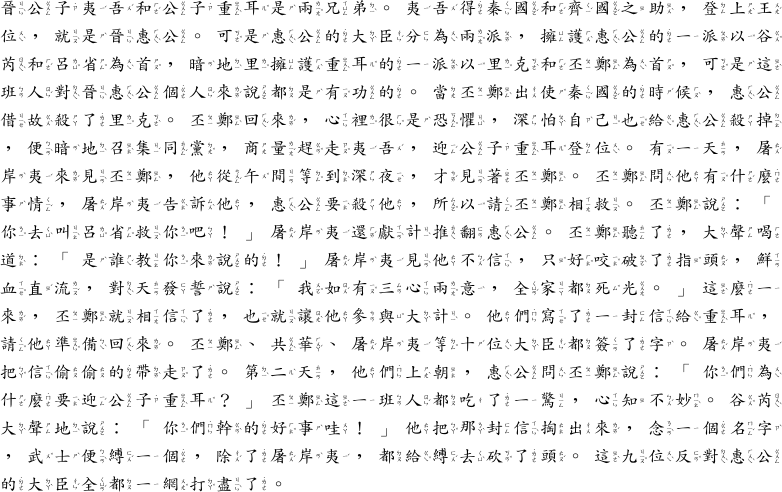 晉公子夷吾和公子重耳是兩兄弟。夷吾得秦國和齊國之助，登上王
位，就是晉惠公。可是惠公的大臣分為兩派，擁護惠公的一派以谷
芮和呂省為首，暗地里擁護重耳的一派以里克和丕鄭為首，可是這
班人對晉惠公個人來說都是有功的。當丕鄭出使秦國的時候，惠公
借故殺了里克。丕鄭回來，心裡很是恐懼，深怕自己也給惠公殺掉
，便暗地召集同黨，商量趕走夷吾，迎公子重耳登位。有一天，屠
岸夷來見丕鄭，他從午間等到深夜，才見著丕鄭。丕鄭問他有什麼
事情，屠岸夷告訴他，惠公要殺他，所以請丕鄭相救。丕鄭說：「
你去叫呂省救你吧！」屠岸夷還獻計推翻惠公。丕鄭聽了，大聲喝
道：「是誰教你來說的！」屠岸夷見他不信，只好咬破了指頭，鮮
血直流，對天發誓說：「我如有三心兩意，全家都死光。」這麼一
來，丕鄭就相信了，也就讓他參與大計。他們寫了一封信給重耳，
請他準備回來。丕鄭、共華、屠岸夷等十位大臣都簽了字。屠岸夷
把信偷偷的帶走了。第二天，他們上朝，惠公問丕鄭說：「你們為
什麼要迎公子重耳？」丕鄭這一班人都吃了一驚，心知不妙。谷芮
大聲地說：「你們幹的好事哇！」他把那封信掏出來，念一個名字
，武士便縛一個，除了屠岸夷，都給縛去砍了頭。這九位反對惠公
的大臣全都一網打盡了。